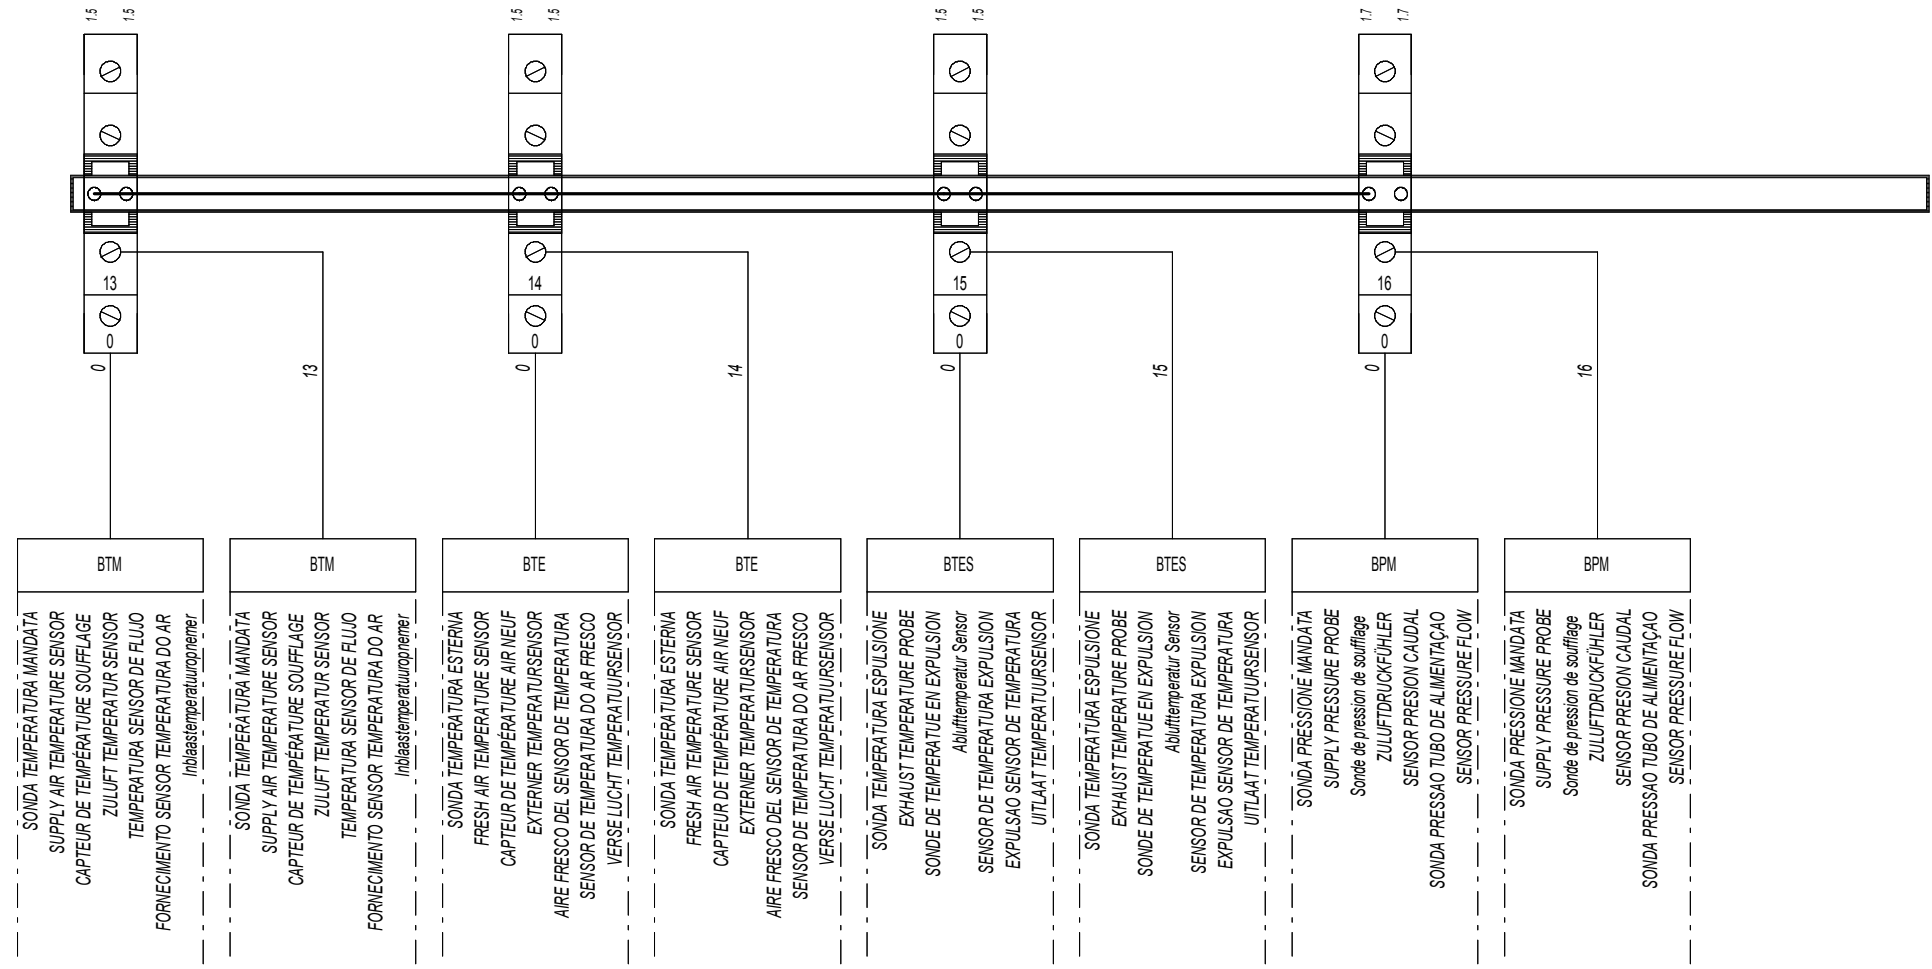 1.5
1.5
1.5
1.5
1.5
1.5
1.7
1.7
13
0
14
0
15
0
16
0
0
13
0
14
0
15
0
16
BTM
BTM
BTE
BTE
BTES
BTES
BPM
BPM
SONDA TEMPERATURA MANDATA
SUPPLY AIR TEMPERATURE SENSOR
CAPTEUR DE TEMPÉRATURE SOUFFLAGE
ZULUFT TEMPERATUR SENSOR
TEMPERATURA SENSOR DE FLUJO
FORNECIMENTO SENSOR TEMPERATURA DO AR
Inblaastemperatuuropnemer
SONDA TEMPERATURA MANDATA
SUPPLY AIR TEMPERATURE SENSOR
CAPTEUR DE TEMPÉRATURE SOUFFLAGE
ZULUFT TEMPERATUR SENSOR
TEMPERATURA SENSOR DE FLUJO
FORNECIMENTO SENSOR TEMPERATURA DO AR
Inblaastemperatuuropnemer
SONDA TEMPERATURA ESTERNA
FRESH AIR TEMPERATURE SENSOR
CAPTEUR DE TEMPÉRATURE AIR NEUF
EXTERNER TEMPERATURSENSOR
AIRE FRESCO DEL SENSOR DE TEMPERATURA
SENSOR DE TEMPERATURA DO AR FRESCO
VERSE LUCHT TEMPERATUURSENSOR
SONDA TEMPERATURA ESTERNA
FRESH AIR TEMPERATURE SENSOR
CAPTEUR DE TEMPÉRATURE AIR NEUF
EXTERNER TEMPERATURSENSOR
AIRE FRESCO DEL SENSOR DE TEMPERATURA
SENSOR DE TEMPERATURA DO AR FRESCO
VERSE LUCHT TEMPERATUURSENSOR
SONDA TEMPERATURA ESPULSIONE
EXHAUST TEMPERATURE PROBE
SONDE DE TEMPERATUE EN EXPULSION
Ablufttemperatur Sensor
SENSOR DE TEMPERATURA EXPULSION
EXPULSAO SENSOR DE TEMPERATURA
UITLAAT TEMPERATUURSENSOR
SONDA TEMPERATURA ESPULSIONE
EXHAUST TEMPERATURE PROBE
SONDE DE TEMPERATUE EN EXPULSION
Ablufttemperatur Sensor
SENSOR DE TEMPERATURA EXPULSION
EXPULSAO SENSOR DE TEMPERATURA
UITLAAT TEMPERATUURSENSOR
SONDA PRESSIONE MANDATA
SUPPLY PRESSURE PROBE
Sonde de pression de soufflage
ZULUFTDRUCKFÜHLER
SENSOR PRESION CAUDAL
SONDA PRESSAO TUBO DE ALIMENTAÇAO
SENSOR PRESSURE FLOW
SONDA PRESSIONE MANDATA
SUPPLY PRESSURE PROBE
Sonde de pression de soufflage
ZULUFTDRUCKFÜHLER
SENSOR PRESION CAUDAL
SONDA PRESSAO TUBO DE ALIMENTAÇAO
SENSOR PRESSURE FLOW